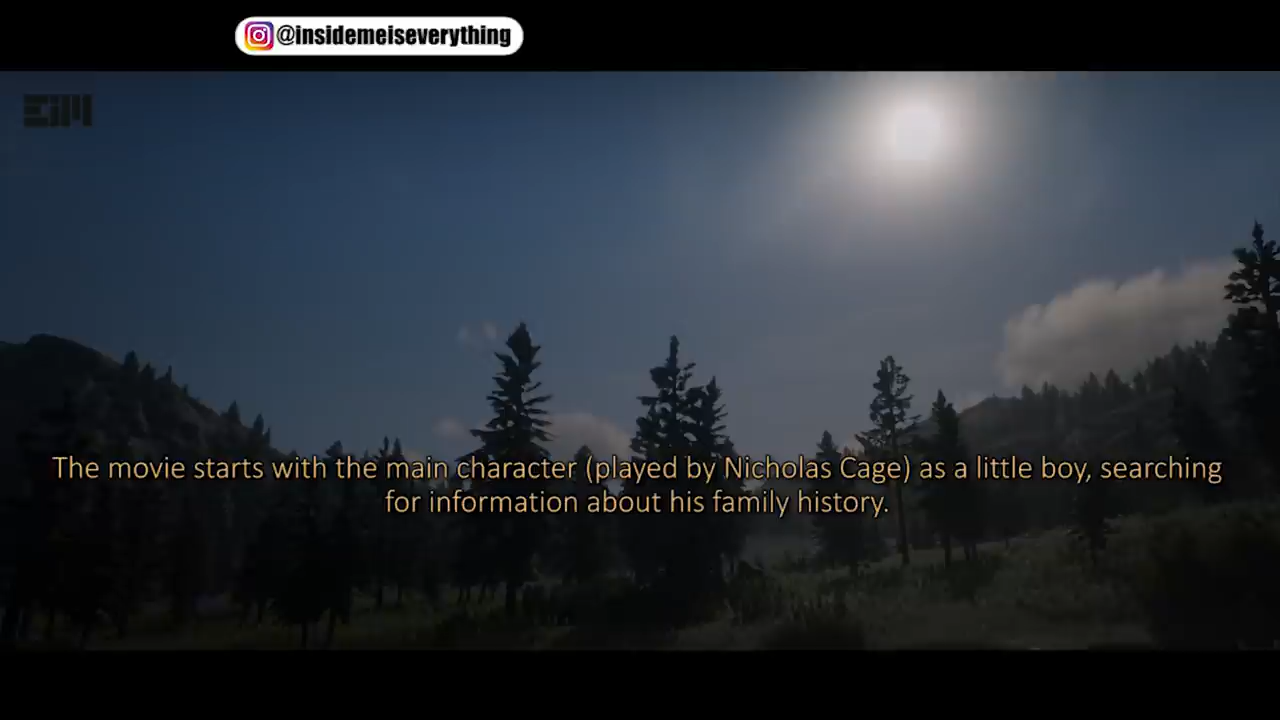 @insidemeiseverything
EiM
The movie starts with the main character (played by Nicholas Cage) as a little boy, searching
for information about his family history.